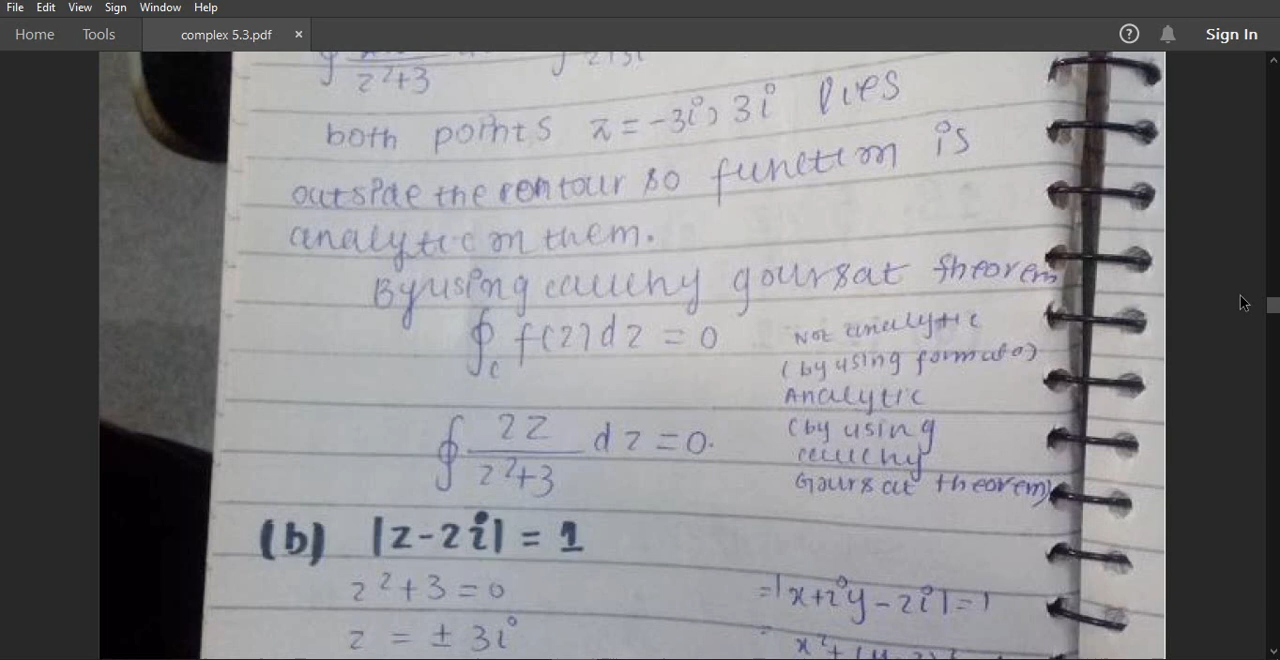 File Edit View Sign Window Help
Home Tools complex 5.3.pdf × ? Sign In
z²+3
both points z = -3i, 3i lies
outside the contour so function is
analytic on them.
By using cauchy goursat theorem
∮c f(z)dz = 0
Not analytic
(by using formula)
Analytic
(by using
cauchy
Goursat theorem)
∮ 2z/z²+3 dz = 0.
(b) |z-2i| = 1
z²+3 = 0
z = ± 3i
=|x+iy-2i|=1